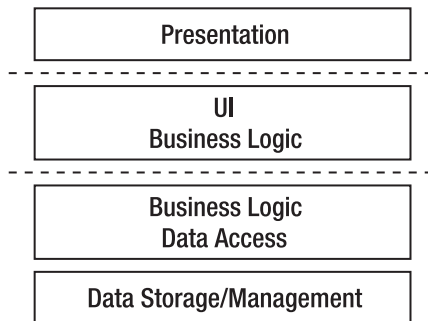 Presentation
UI
Business Logic
Business Logic
Data Access
Data Storage/Management